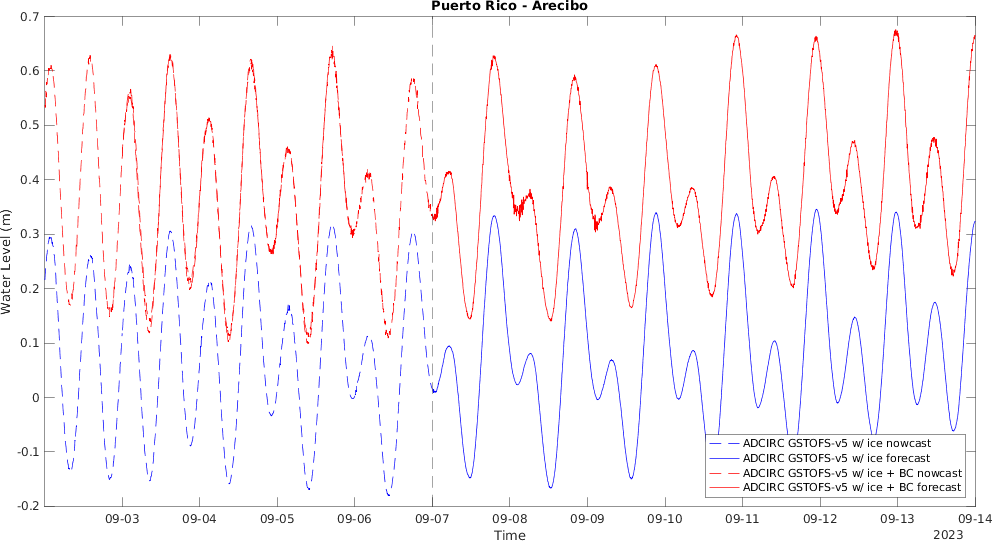 Puerto Rico - Arecibo
0.7
0.6
0.5
0.4
0.3
0.2
0.1
0
-0.1
-0.2
Water Level (m)
ADCIRC GSTOFS-v5 w/ ice nowcast
ADCIRC GSTOFS-v5 w/ ice forecast
ADCIRC GSTOFS-v5 w/ ice + BC nowcast
ADCIRC GSTOFS-v5 w/ ice + BC forecast
09-03 09-04 09-05 09-06 09-07 09-08 09-09 09-10 09-11 09-12 09-13 09-14
Time
2023